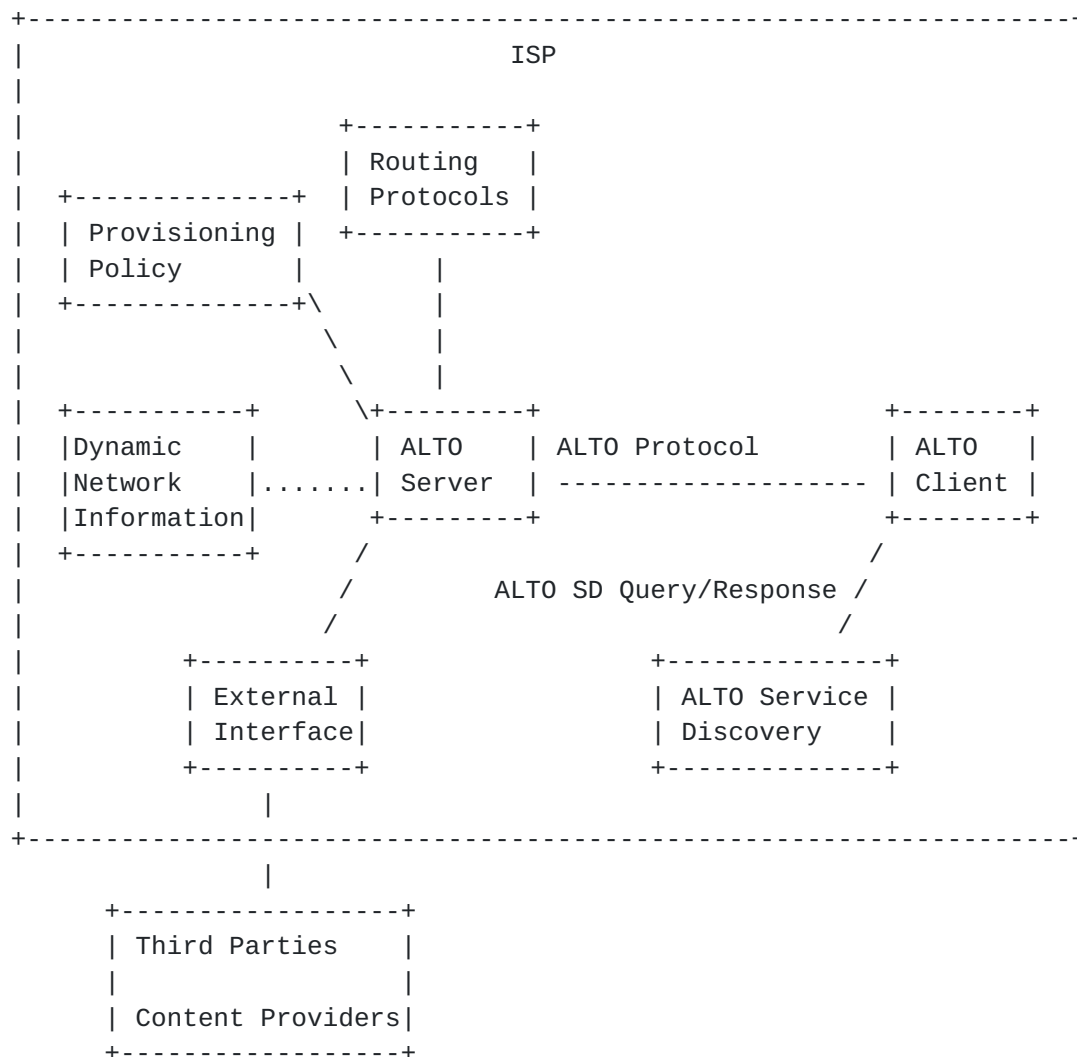 ISP
Routing
Protocols
Provisioning
Policy
Dynamic
Network
Information
ALTO
Server
ALTO Protocol
ALTO
Client
ALTO SD Query/Response
External
Interface
ALTO Service
Discovery
Third Parties
Content Providers